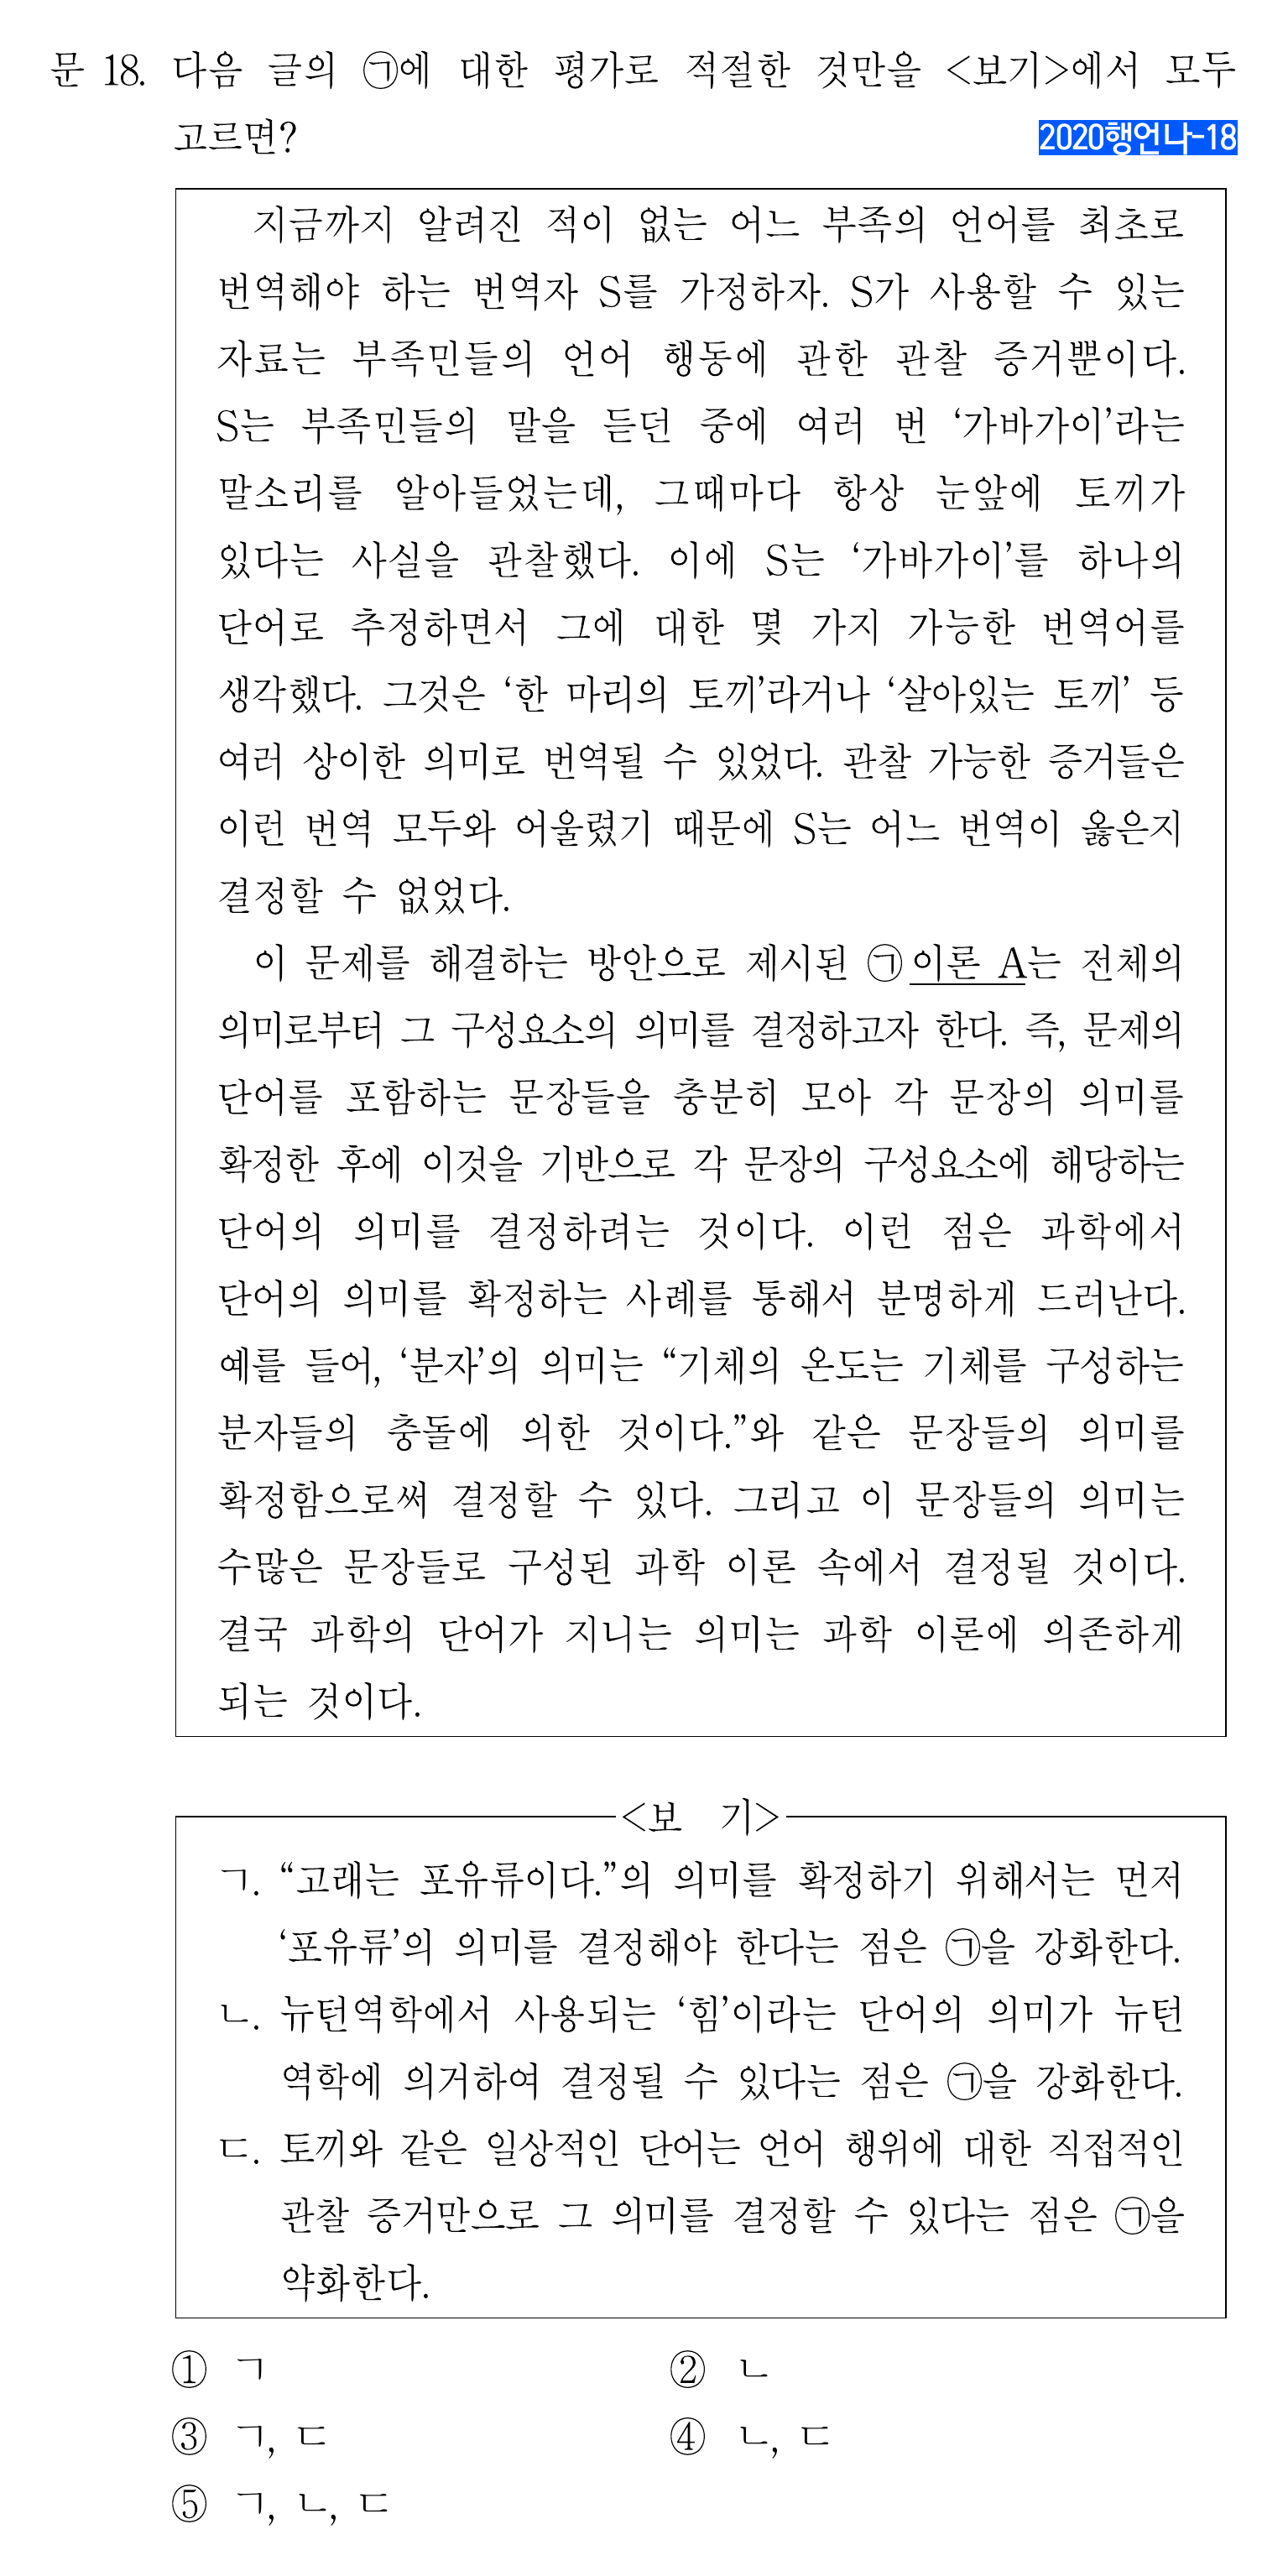 문 18. 다음 글의 ㉠에 대한 평가로 적절한 것만을 <보기>에서 모두
고르면?
2020행언나-18
지금까지 알려진 적이 없는 어느 부족의 언어를 최초로
번역해야 하는 번역자 S를 가정하자. S가 사용할 수 있는
자료는 부족민들의 언어 행동에 관한 관찰 증거뿐이다.
S는 부족민들의 말을 듣던 중에 여러 번 ‘가바가이’라는
말소리를 알아들었는데, 그때마다 항상 눈앞에 토끼가
있다는 사실을 관찰했다. 이에 S는 ‘가바가이’를 하나의
단어로 추정하면서 그에 대한 몇 가지 가능한 번역어를
생각했다. 그것은 ‘한 마리의 토끼’라거나 ‘살아있는 토끼’ 등
여러 상이한 의미로 번역될 수 있었다. 관찰 가능한 증거들은
이런 번역 모두와 어울렸기 때문에 S는 어느 번역이 옳은지
결정할 수 없었다.
이 문제를 해결하는 방안으로 제시된 ㉠이론 A는 전체의
의미로부터 그 구성요소의 의미를 결정하고자 한다. 즉, 문제의
단어를 포함하는 문장들을 충분히 모아 각 문장의 의미를
확정한 후에 이것을 기반으로 각 문장의 구성요소에 해당하는
단어의 의미를 결정하려는 것이다. 이런 점은 과학에서
단어의 의미를 확정하는 사례를 통해서 분명하게 드러난다.
예를 들어, ‘분자’의 의미는 “기체의 온도는 기체를 구성하는
분자들의 충돌에 의한 것이다.”와 같은 문장들의 의미를
확정함으로써 결정할 수 있다. 그리고 이 문장들의 의미는
수많은 문장들로 구성된 과학 이론 속에서 결정될 것이다.
결국 과학의 단어가 지니는 의미는 과학 이론에 의존하게
되는 것이다.
<보 기>
ㄱ. “고래는 포유류이다.”의 의미를 확정하기 위해서는 먼저
‘포유류’의 의미를 결정해야 한다는 점은 ㉠을 강화한다.
ㄴ. 뉴턴역학에서 사용되는 ‘힘’이라는 단어의 의미가 뉴턴
역학에 의거하여 결정될 수 있다는 점은 ㉠을 강화한다.
ㄷ. 토끼와 같은 일상적인 단어는 언어 행위에 대한 직접적인
관찰 증거만으로 그 의미를 결정할 수 있다는 점은 ㉠을
약화한다.
① ㄱ ② ㄴ
③ ㄱ, ㄷ ④ ㄴ, ㄷ
⑤ ㄱ, ㄴ, ㄷ